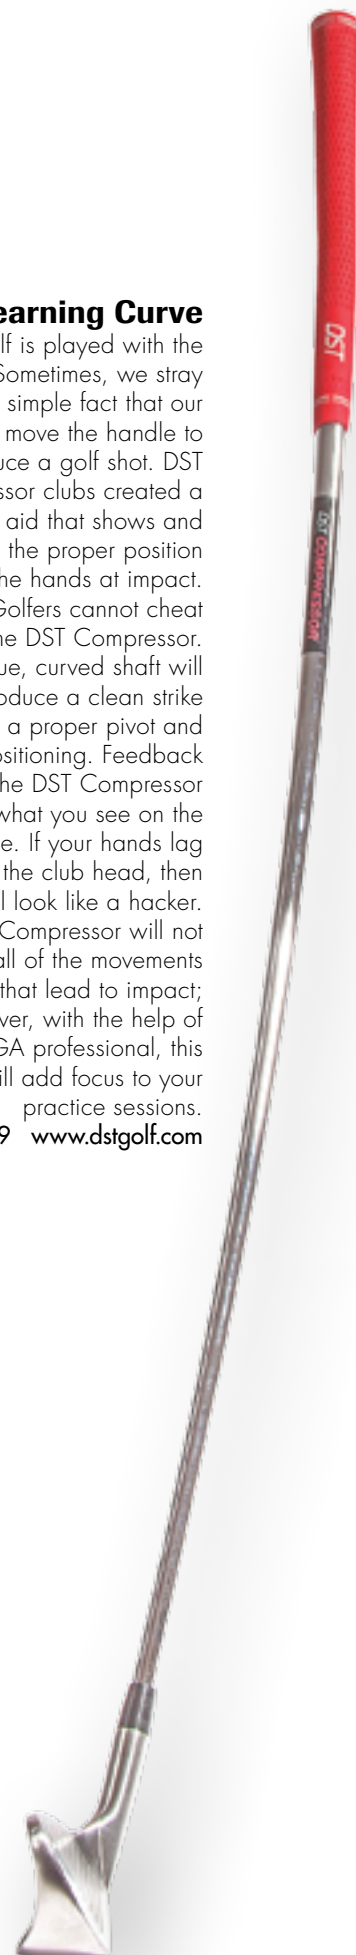 earning Curve
lf is played with the
Sometimes, we stray
simple fact that our
move the handle to
uce a golf shot. DST
ssor clubs created a
aid that shows and
the proper position
he hands at impact.
Golfers cannot cheat
he DST Compressor.
ue, curved shaft will
oduce a clean strike
a proper pivot and
ositioning. Feedback
he DST Compressor
what you see on the
e. If your hands lag
the club head, then
l look like a hacker.
Compressor will not
all of the movements
that lead to impact;
ver, with the help of
GA professional, this
ill add focus to your
practice sessions.
9 www.dstgolf.com
DST
DST COMPRESSOR